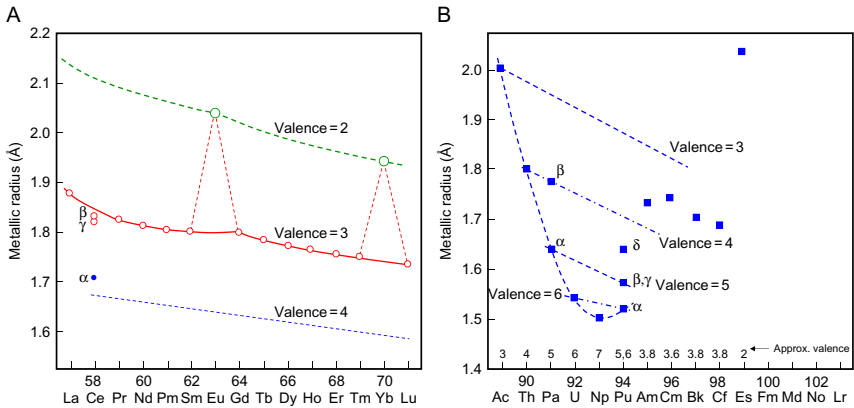 A
2.2
2.1
2.0
1.9
1.8
1.7
1.6
Metallic radius (Å)
Valence = 2
Valence = 3
Valence = 4
β
γ
α
58 60 62 64 66 68 70
La Ce Pr Nd Pm Sm Eu Gd Tb Dy Ho Er Tm Yb Lu
B
2.0
1.9
1.8
1.7
1.6
1.5
1.4
Metallic radius (Å)
Valence = 3
β
Valence = 4
α
δ
β,γ Valence = 5
Valence = 6
α
Approx. valence
3 4 5 6 7 5,6 3.8 3.6 3.8 3.8 2
90 92 94 96 98 100 102
Ac Th Pa U Np Pu Am Cm Bk Cf Es Fm Md No Lr